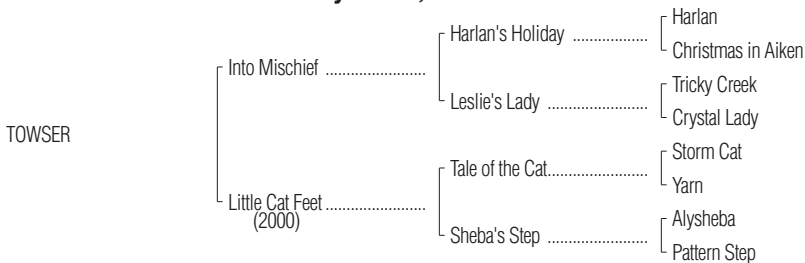 TOWSER
Into Mischief ........................
Little Cat Feet ........................
(2000)
Harlan's Holiday ..................
Leslie's Lady ........................
Tale of the Cat........................
Sheba's Step ........................
Harlan
Christmas in Aiken
Tricky Creek
Crystal Lady
Storm Cat
Yarn
Alysheba
Pattern Step